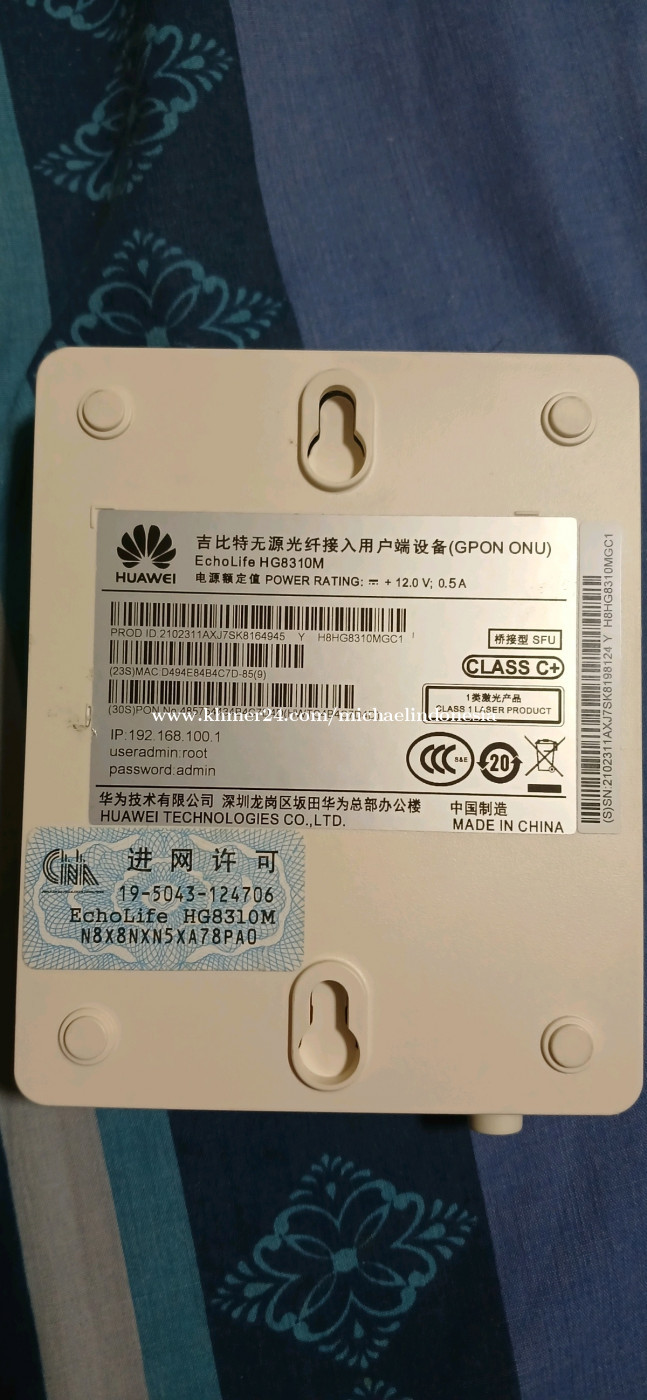 HUAWEI
吉比特无源光纤接入用户端设备(GPON ONU)
EchoLife HG8310M
电源额定值 POWER RATING: ⎓ + 12.0 V; 0.5 A
PROD ID:2102311AXJ7SK8164945 Y H8HG8310MGC1
(23S)MAC:D494E84B4C7D-85(9)
(30S)PON No.
www.khmer24.com/michaelindonesia
桥接型 SFU
CLASS C+
1类激光产品
CLASS 1 LASER PRODUCT
IP:192.168.100.1
useradmin:root
password:admin
CCC S&E
20
华为技术有限公司 深圳龙岗区坂田华为总部办公楼 中国制造
HUAWEI TECHNOLOGIES CO.,LTD. MADE IN CHINA
(S)SN:2102311AXJ7SK8198124 Y H8HG8310MGC1
进网许可
19-5043-124706
EchoLife HG8310M
N8X8NXN5XA78PA0